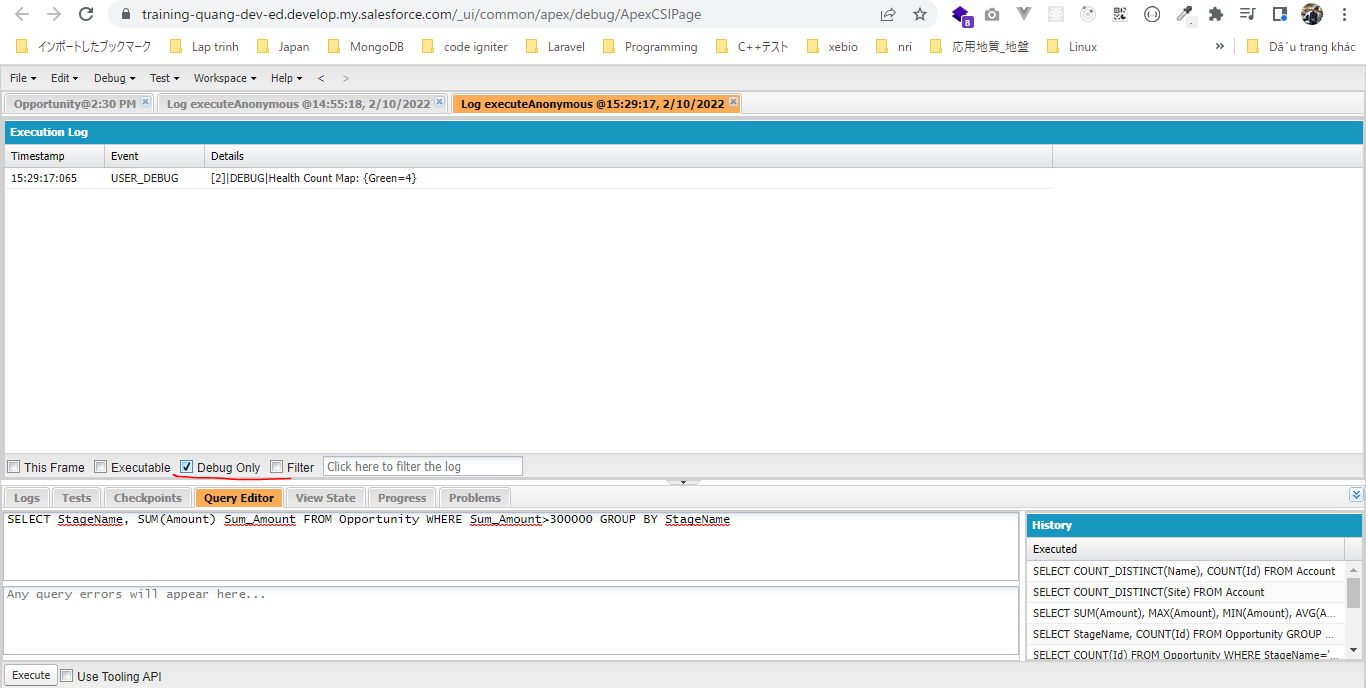 training-quang-dev-ed.develop.my.salesforce.com/_ui/common/apex/debug/ApexCSIPage
8
インポートしたブックマーク Lap trinh Japan MongoDB code igniter Laravel Programming C++テスト xebio nri 応用地質_地盤 Linux » Dấu trang khác
File Edit Debug Test Workspace Help < >
Opportunity@2:30 PM Log executeAnonymous @14:55:18, 2/10/2022 Log executeAnonymous @15:29:17, 2/10/2022
Execution Log
Timestamp Event Details
15:29:17:065 USER_DEBUG [2]|DEBUG|Health Count Map: {Green=4}
This Frame Executable Debug Only Filter Click here to filter the log
Logs Tests Checkpoints Query Editor View State Progress Problems
SELECT StageName, SUM(Amount) Sum_Amount FROM Opportunity WHERE Sum_Amount>300000 GROUP BY StageName
Any query errors will appear here...
History
Executed
SELECT COUNT_DISTINCT(Name), COUNT(Id) FROM Account
SELECT COUNT_DISTINCT(Site) FROM Account
SELECT SUM(Amount), MAX(Amount), MIN(Amount), AVG(A...
SELECT StageName, COUNT(Id) FROM Opportunity GROUP ...
SELECT COUNT(Id) FROM Opportunity WHERE StageName='...
Execute Use Tooling API